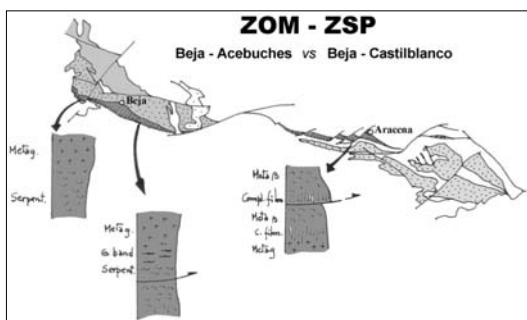 ZOM - ZSP
Beja - Acebuches vs Beja - Castilblanco
Beja
Aracena
Metag.
Serpent.
Metag.
G. band
Serpent.
Meta β
Compl. filon.
Meta β
C. filon.
Metag